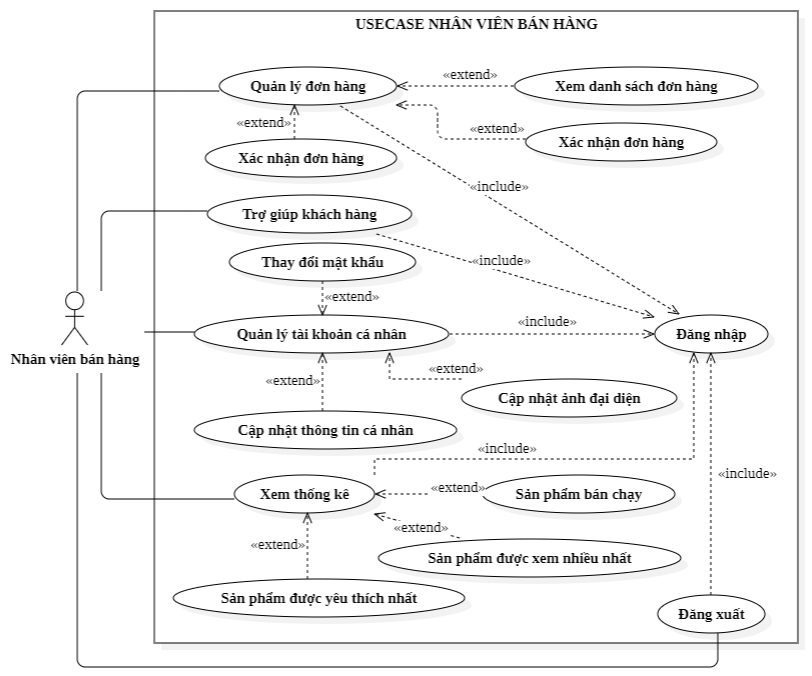 USECASE NHÂN VIÊN BÁN HÀNG
Quản lý đơn hàng
«extend»
Xem danh sách đơn hàng
«extend»
«extend»
Xác nhận đơn hàng
Xác nhận đơn hàng
«include»
Trợ giúp khách hàng
Thay đổi mật khẩu
«include»
«extend»
Quản lý tài khoản cá nhân
«include»
Đăng nhập
Nhân viên bán hàng
«extend»
«extend»
Cập nhật ảnh đại diện
Cập nhật thông tin cá nhân
«include»
«include»
Xem thống kê
«extend»
Sản phẩm bán chạy
«extend»
«extend»
Sản phẩm được xem nhiều nhất
Sản phẩm được yêu thích nhất
Đăng xuất